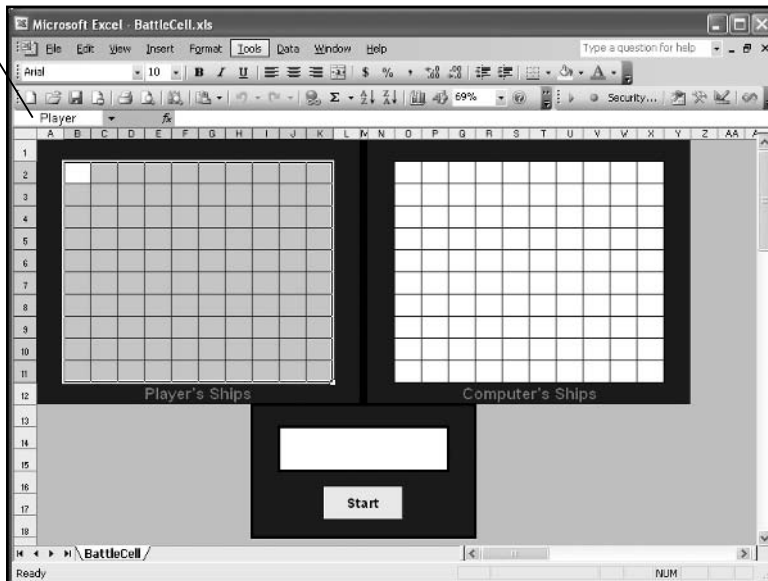 Microsoft Excel - BattleCell.xls
File Edit View Insert Format Tools Data Window Help Type a question for help
Arial 10 B I U $ % ,
Σ 69% Security...
Player fx
A B C D E F G H I J K L M N O P Q R S T U V W X Y Z AA
1
2
3
4
5
6
7
8
9
10
11
12 Player's Ships Computer's Ships
13
14
15
16
17 Start
18
BattleCell
Ready NUM